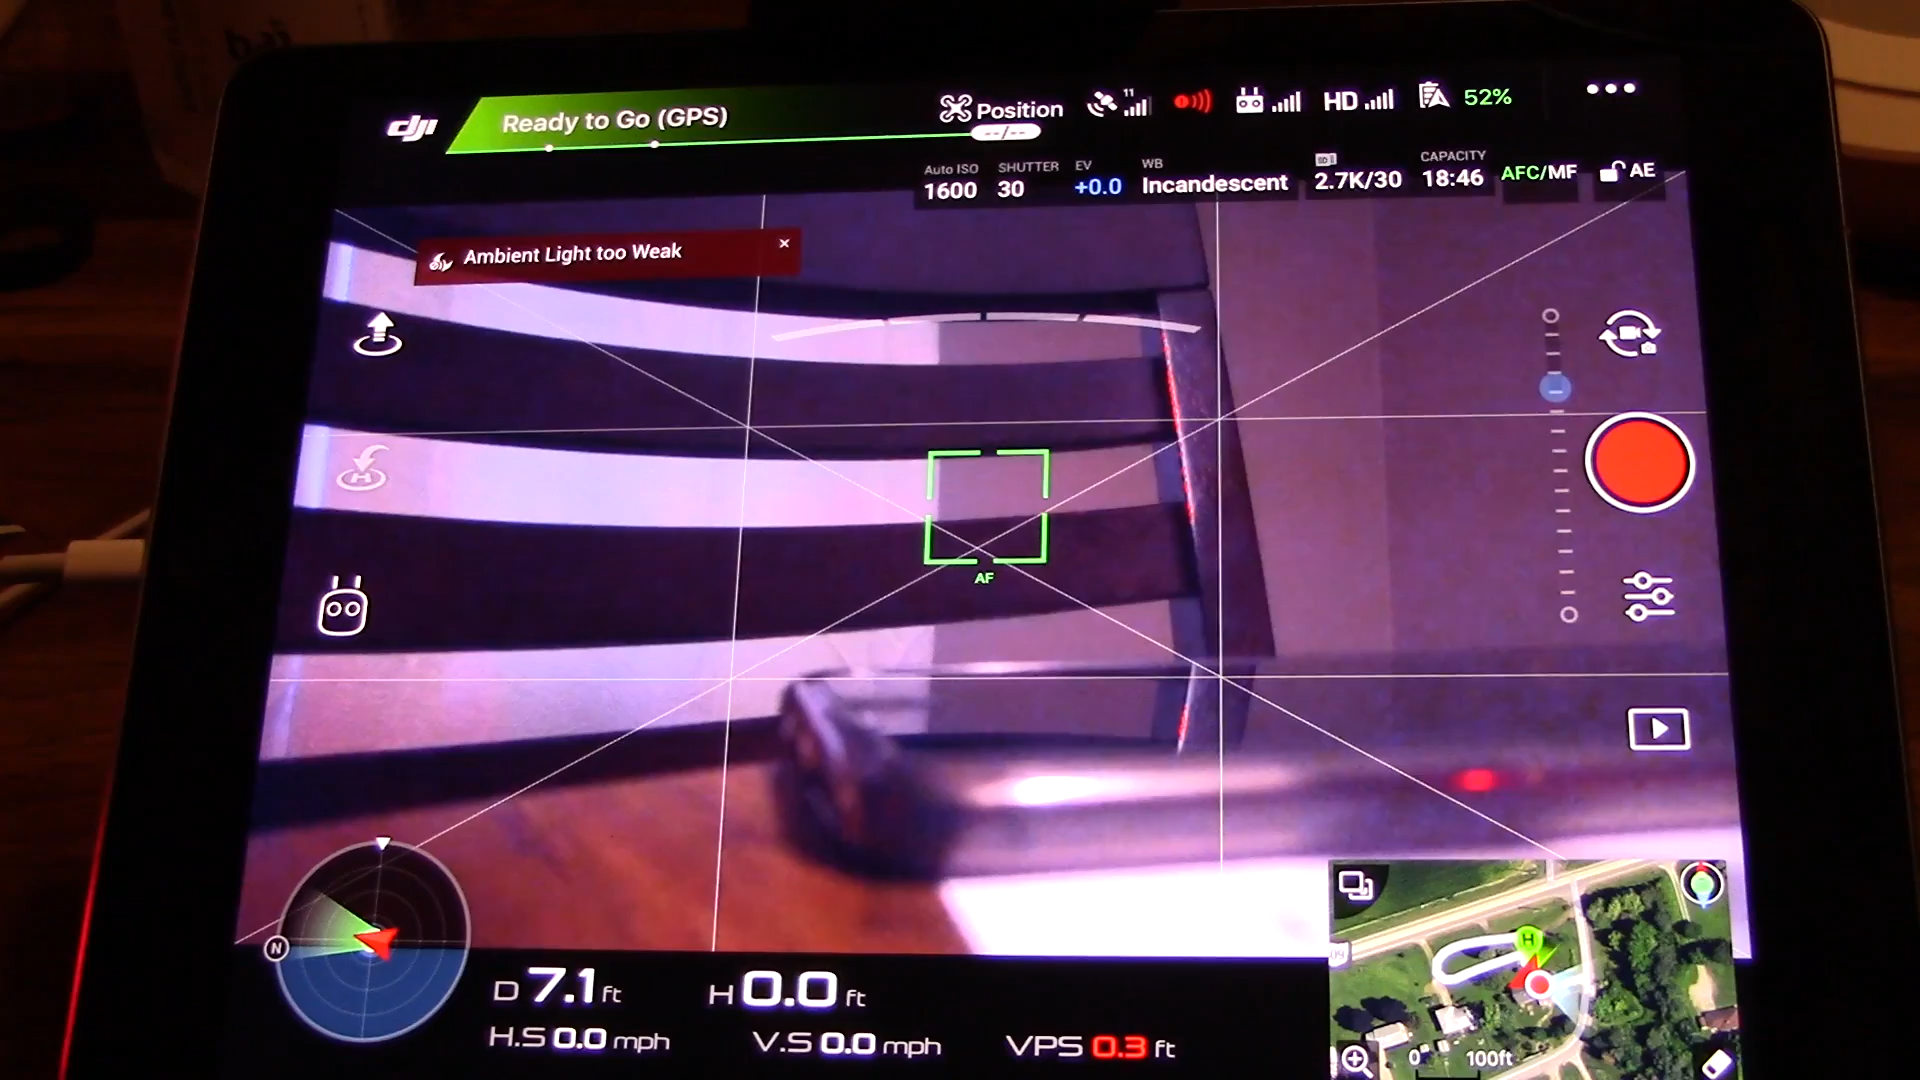 dji
Ready to Go (GPS)
Position
11
HD
52%
--/--
Auto ISO
1600
SHUTTER
30
EV
+0.0
WB
Incandescent
SD
2.7K/30
CAPACITY
18:46
AFC/MF
AE
Ambient Light too Weak
H
AF
N
H
D 7.1 ft
H 0.0 ft
H.S 0.0 mph
V.S 0.0 mph
VPS 0.3 ft
0
100ft